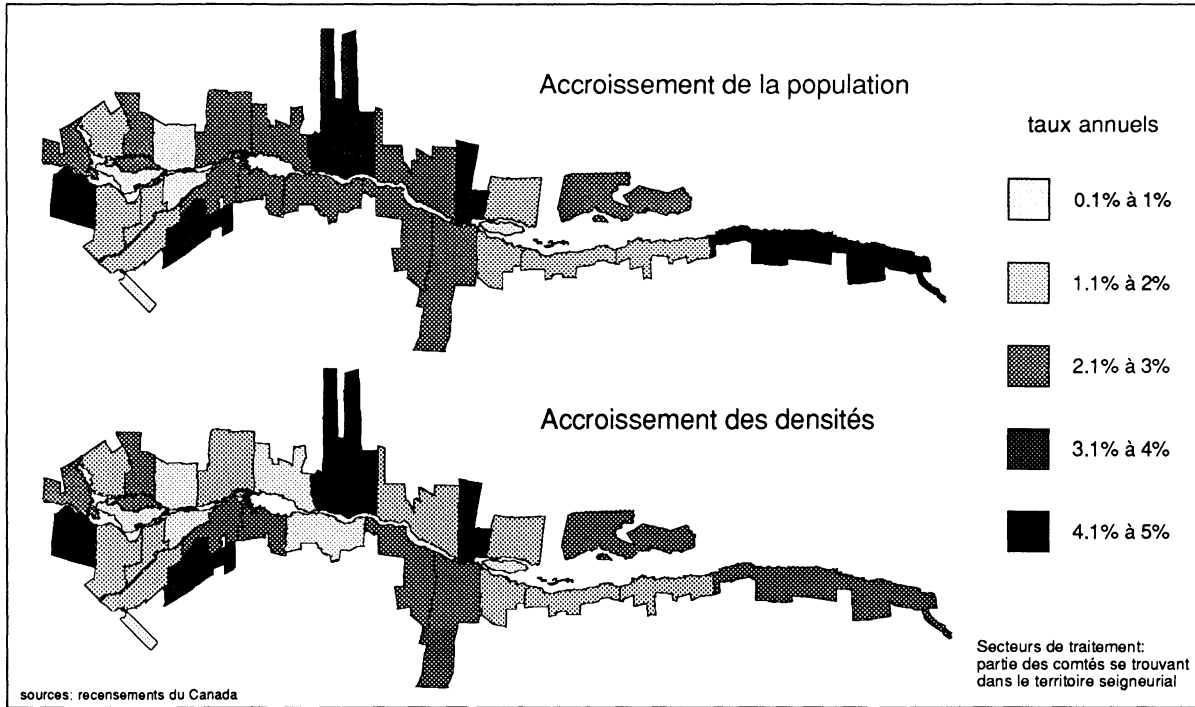 Accroissement de la population
taux annuels
0.1% à 1%
1.1% à 2%
2.1% à 3%
3.1% à 4%
4.1% à 5%
Accroissement des densités
Secteurs de traitement:
partie des comtés se trouvant
dans le territoire seigneurial
sources: recensements du Canada